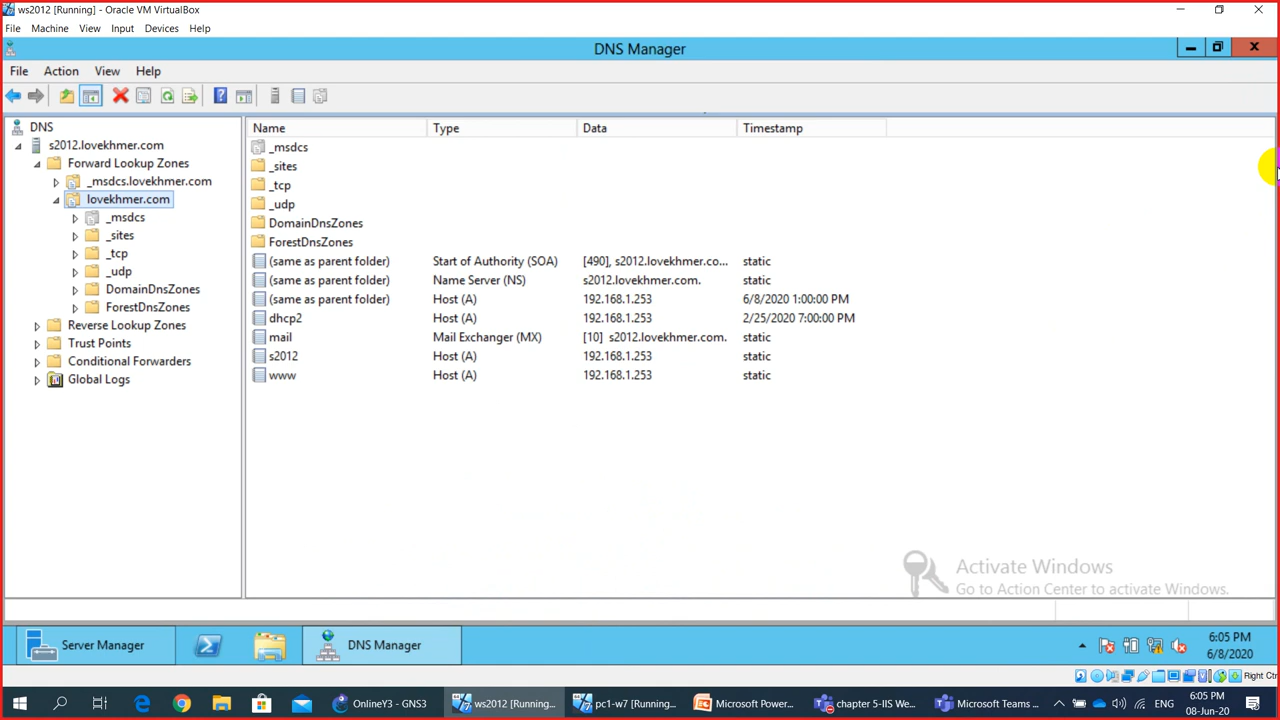 ws2012 [Running] - Oracle VM VirtualBox
File Machine View Input Devices Help
DNS Manager
File Action View Help
DNS
s2012.lovekhmer.com
Forward Lookup Zones
_msdcs.lovekhmer.com
lovekhmer.com
_msdcs
_sites
_tcp
_udp
DomainDnsZones
ForestDnsZones
Reverse Lookup Zones
Trust Points
Conditional Forwarders
Global Logs
Name Type Data Timestamp
_msdcs
_sites
_tcp
_udp
DomainDnsZones
ForestDnsZones
(same as parent folder) Start of Authority (SOA) [490], s2012.lovekhmer.co... static
(same as parent folder) Name Server (NS) s2012.lovekhmer.com. static
(same as parent folder) Host (A) 192.168.1.253 6/8/2020 1:00:00 PM
dhcp2 Host (A) 192.168.1.253 2/25/2020 7:00:00 PM
mail Mail Exchanger (MX) [10] s2012.lovekhmer.com. static
s2012 Host (A) 192.168.1.253 static
www Host (A) 192.168.1.253 static
Activate Windows
Go to Action Center to activate Windows.
Server Manager DNS Manager 6:05 PM
6/8/2020
Right Ctr
OnlineY3 - GNS3 ws2012 [Running... pc1-w7 [Running... Microsoft PowerP... chapter 5-IIS We... Microsoft Teams ... ENG 6:05 PM
08-Jun-20